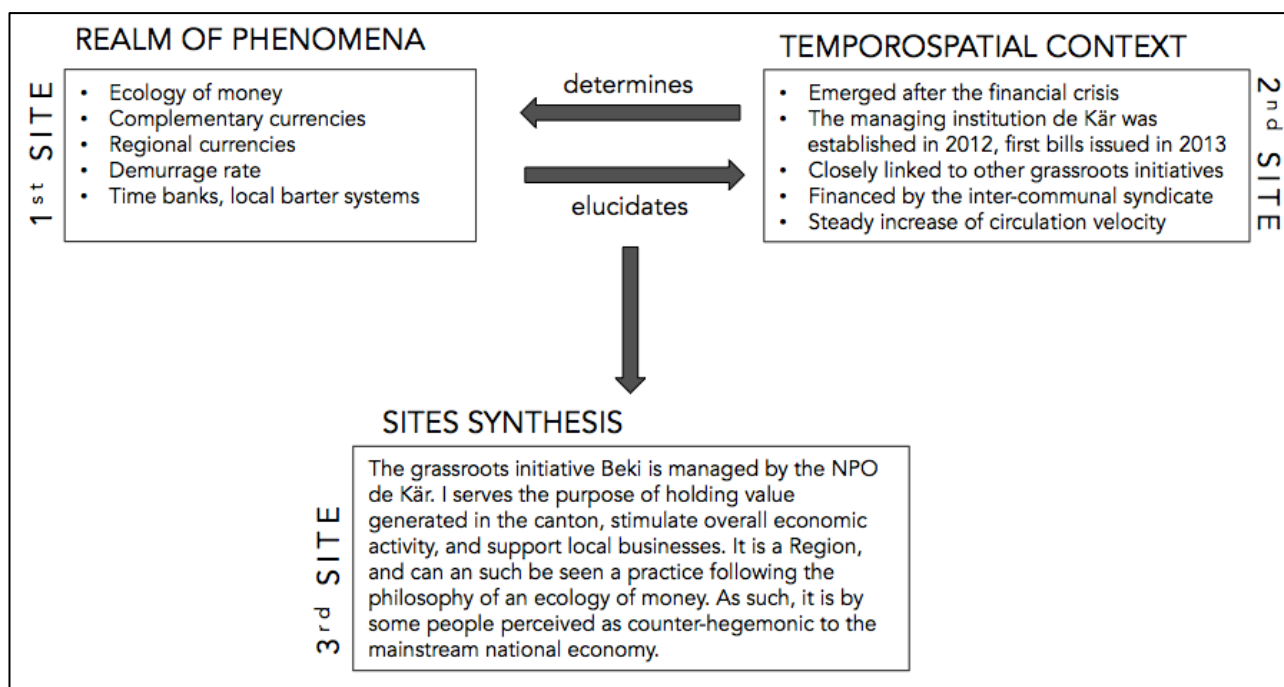 REALM OF PHENOMENA
1st SITE
• Ecology of money
• Complementary currencies
• Regional currencies
• Demurrage rate
• Time banks, local barter systems
determines
elucidates
TEMPOROSPATIAL CONTEXT
2nd SITE
• Emerged after the financial crisis
• The managing institution de Kär was
established in 2012, first bills issued in 2013
• Closely linked to other grassroots initiatives
• Financed by the inter-communal syndicate
• Steady increase of circulation velocity
SITES SYNTHESIS
3rd SITE
The grassroots initiative Beki is managed by the NPO
de Kär. I serves the purpose of holding value
generated in the canton, stimulate overall economic
activity, and support local businesses. It is a Region,
and can an such be seen a practice following the
philosophy of an ecology of money. As such, it is by
some people perceived as counter-hegemonic to the
mainstream national economy.